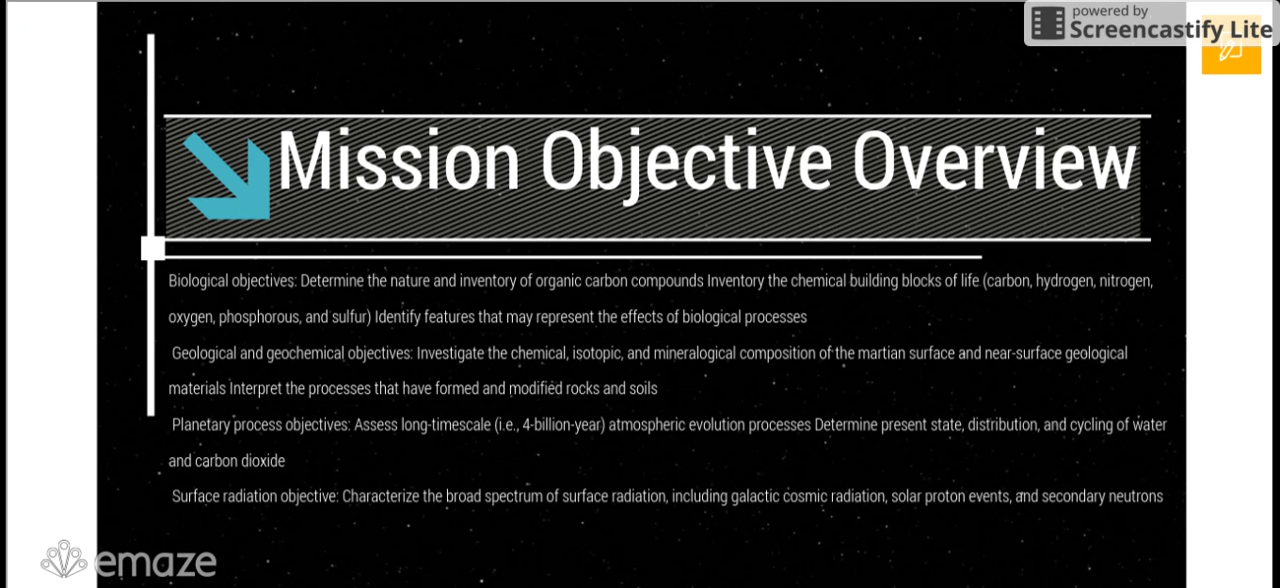 powered by
Screencastify Lite
Mission Objective Overview
Biological objectives: Determine the nature and inventory of organic carbon compounds Inventory the chemical building blocks of life (carbon, hydrogen, nitrogen,
oxygen, phosphorous, and sulfur) Identify features that may represent the effects of biological processes
Geological and geochemical objectives: Investigate the chemical, isotopic, and mineralogical composition of the martian surface and near-surface geological
materials Interpret the processes that have formed and modified rocks and soils
Planetary process objectives: Assess long-timescale (i.e., 4-billion-year) atmospheric evolution processes Determine present state, distribution, and cycling of water
and carbon dioxide
Surface radiation objective: Characterize the broad spectrum of surface radiation, including galactic cosmic radiation, solar proton events, and secondary neutrons
emaze